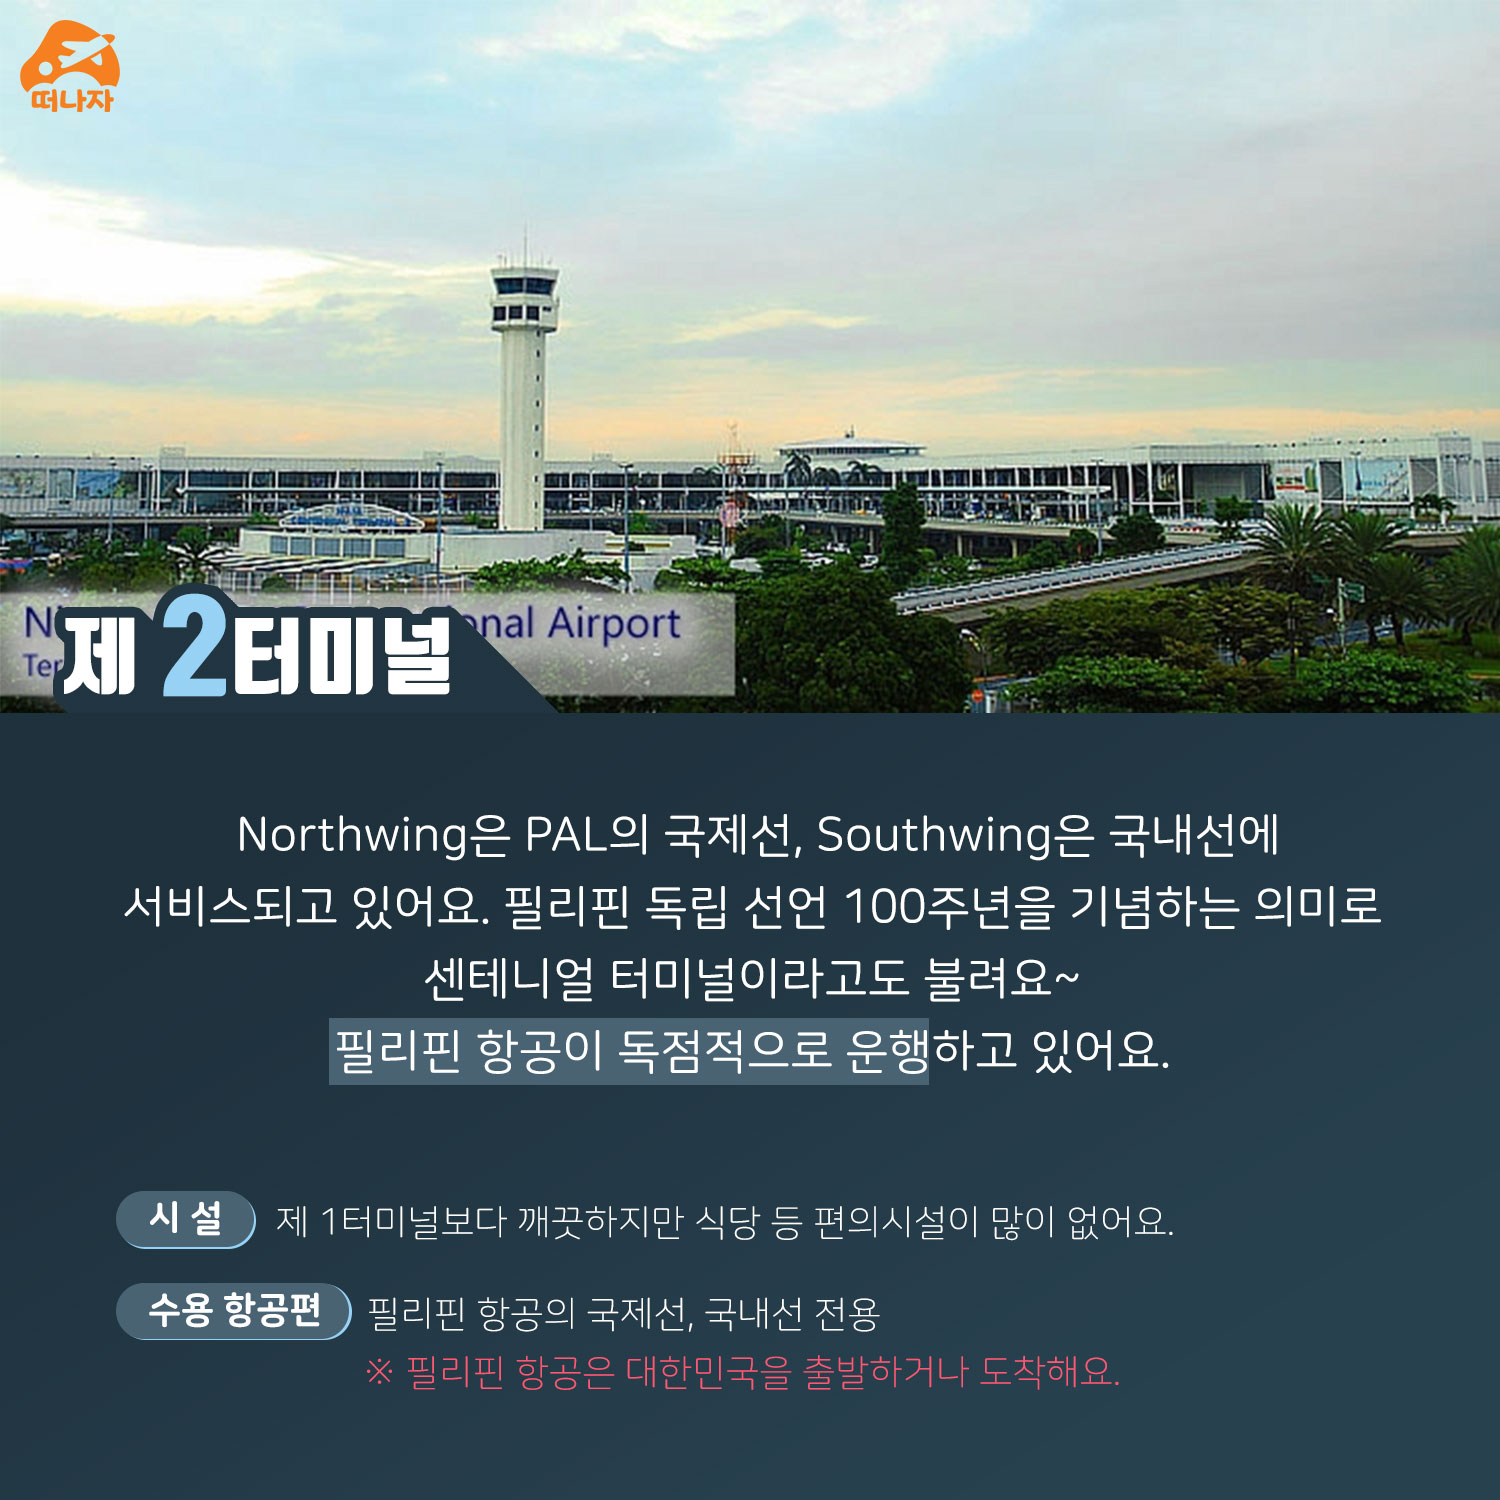 떠나자
onal Airport
제 2터미널
Northwing은 PAL의 국제선, Southwing은 국내선에
서비스되고 있어요. 필리핀 독립 선언 100주년을 기념하는 의미로
센테니얼 터미널이라고도 불려요~
필리핀 항공이 독점적으로 운행하고 있어요.
시 설 제 1터미널보다 깨끗하지만 식당 등 편의시설이 많이 없어요.
수용 항공편 필리핀 항공의 국제선, 국내선 전용
※ 필리핀 항공은 대한민국을 출발하거나 도착해요.